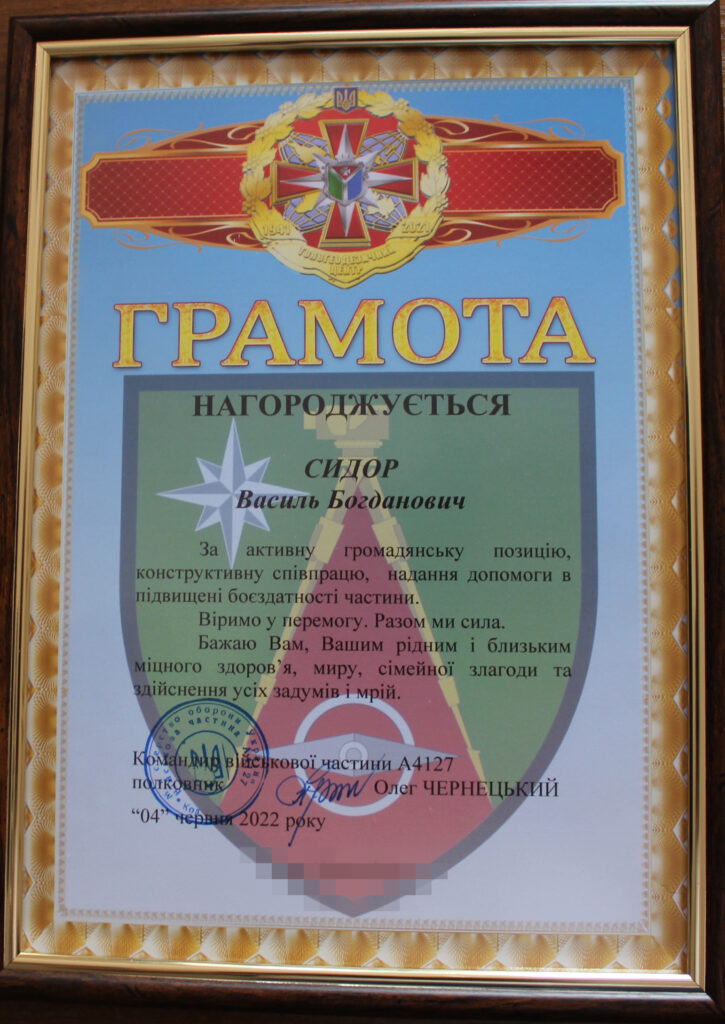 1941 2021
ТОПОГЕОДЕЗИЧНИЙ
ЦЕНТР
ГРАМОТА
НАГОРОДЖУЄТЬСЯ
СИДОР
Василь Богданович
За активну громадянську позицію,
конструктивну співпрацю, надання допомоги в
підвищені боєздатності частини.
Віримо у перемогу. Разом ми сила.
Бажаю Вам, Вашим рідним і близьким
міцного здоров’я, миру, сімейної злагоди та
здійснення усіх задумів і мрій.
Командир військової частини А4127
полковник Олег ЧЕРНЕЦЬКИЙ
“04” червня 2022 року